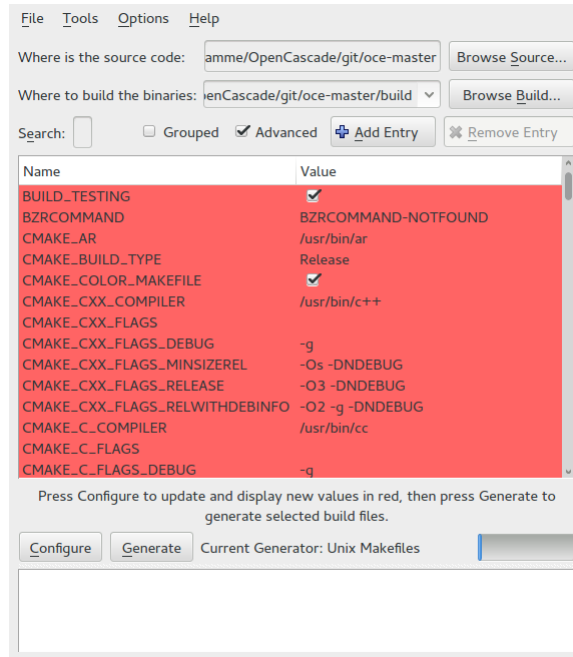 File Tools Options Help
Where is the source code: amme/OpenCascade/git/oce-master Browse Source...
Where to build the binaries: enCascade/git/oce-master/build Browse Build...
Search: Grouped Advanced Add Entry Remove Entry
Name Value
BUILD_TESTING
BZRCOMMAND BZRCOMMAND-NOTFOUND
CMAKE_AR /usr/bin/ar
CMAKE_BUILD_TYPE Release
CMAKE_COLOR_MAKEFILE
CMAKE_CXX_COMPILER /usr/bin/c++
CMAKE_CXX_FLAGS
CMAKE_CXX_FLAGS_DEBUG -g
CMAKE_CXX_FLAGS_MINSIZEREL -Os -DNDEBUG
CMAKE_CXX_FLAGS_RELEASE -O3 -DNDEBUG
CMAKE_CXX_FLAGS_RELWITHDEBINFO -O2 -g -DNDEBUG
CMAKE_C_COMPILER /usr/bin/cc
CMAKE_C_FLAGS
CMAKE_C_FLAGS_DEBUG -g
Press Configure to update and display new values in red, then press Generate to
generate selected build files.
Configure Generate Current Generator: Unix Makefiles